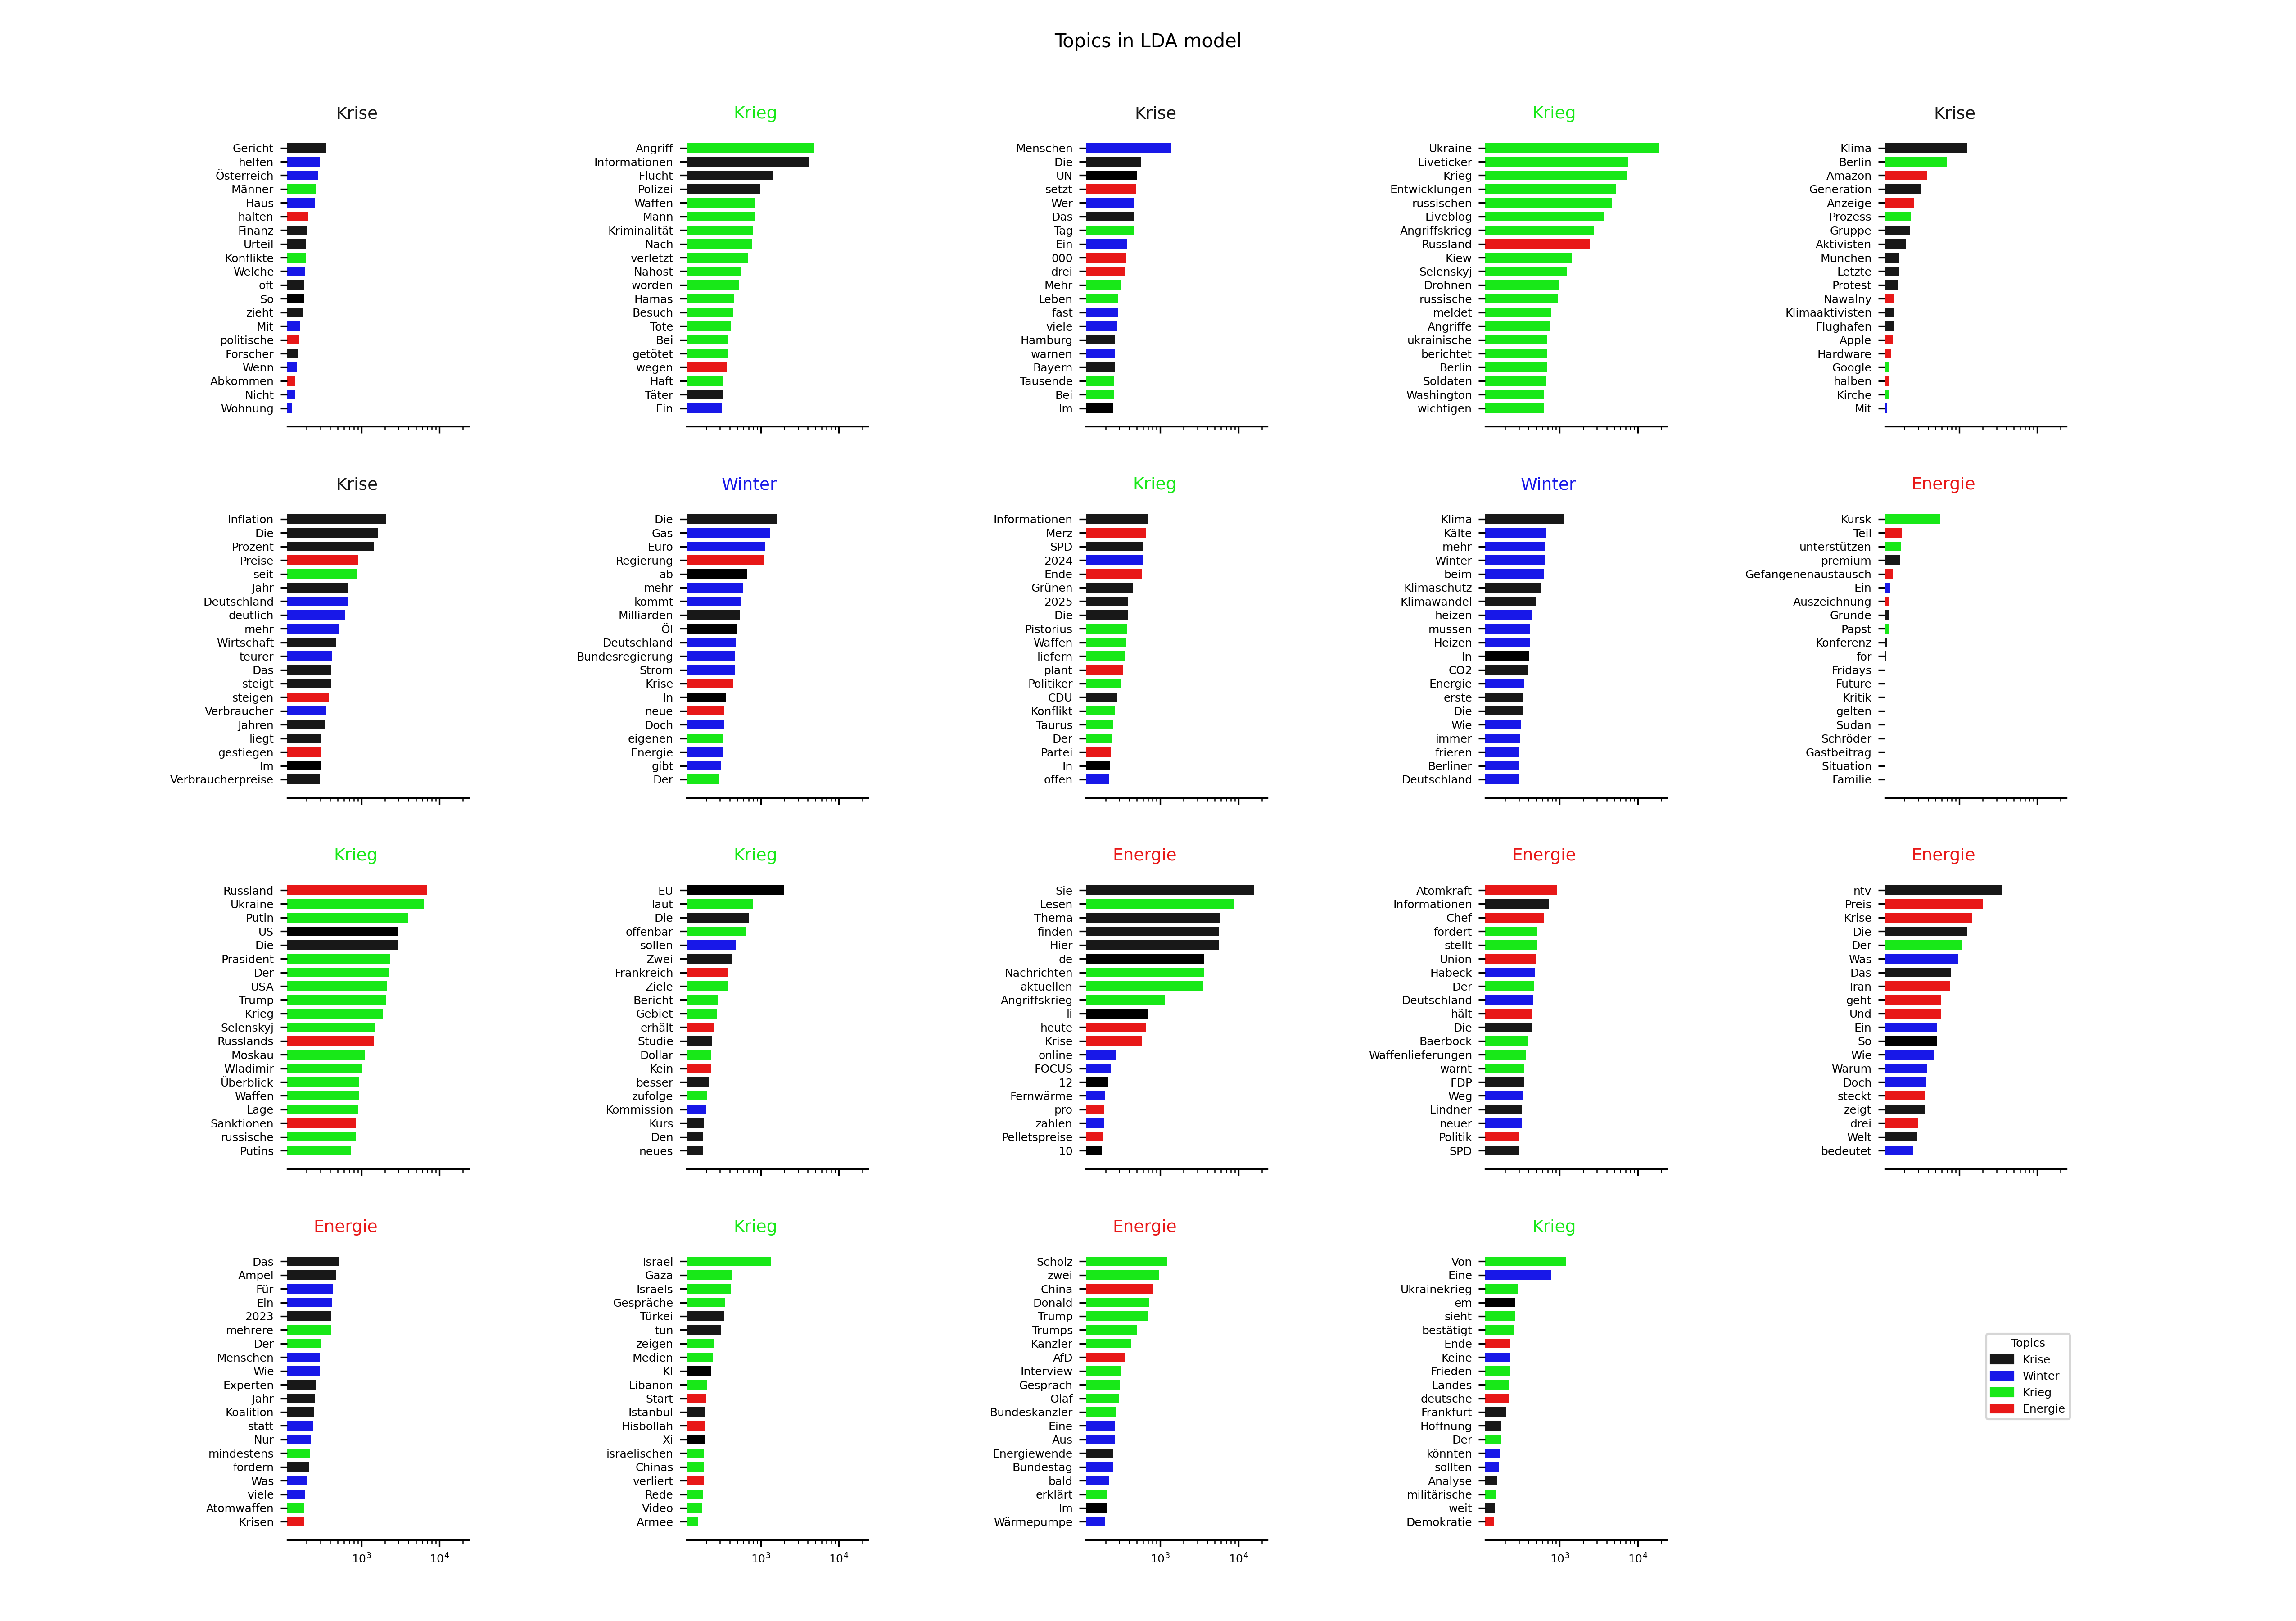 Topics in LDA model
Krise
Gericht
helfen
Österreich
Männer
Haus
halten
Finanz
Urteil
Konflikte
Welche
oft
So
zieht
Mit
politische
Forscher
Wenn
Abkommen
Nicht
Wohnung
Krieg
Angriff
Informationen
Flucht
Polizei
Waffen
Mann
Kriminalität
Nach
verletzt
Nahost
worden
Hamas
Besuch
Tote
Bei
getötet
wegen
Haft
Täter
Ein
Krise
Menschen
Die
UN
setzt
Wer
Das
Tag
Ein
000
drei
Mehr
Leben
fast
viele
Hamburg
warnen
Bayern
Tausende
Bei
Im
Krieg
Ukraine
Liveticker
Krieg
Entwicklungen
russischen
Liveblog
Angriffskrieg
Russland
Kiew
Selenskyj
Drohnen
russische
meldet
Angriffe
ukrainische
berichtet
Berlin
Soldaten
Washington
wichtigen
Krise
Klima
Berlin
Amazon
Generation
Anzeige
Prozess
Gruppe
Aktivisten
München
Letzte
Protest
Nawalny
Klimaaktivisten
Flughafen
Apple
Hardware
Google
halben
Kirche
Mit
Krise
Inflation
Die
Prozent
Preise
seit
Jahr
Deutschland
deutlich
mehr
Wirtschaft
teurer
Das
steigt
steigen
Verbraucher
Jahren
liegt
gestiegen
Im
Verbraucherpreise
Winter
Die
Gas
Euro
Regierung
ab
mehr
kommt
Milliarden
Öl
Deutschland
Bundesregierung
Strom
Krise
In
neue
Doch
eigenen
Energie
gibt
Der
Krieg
Informationen
Merz
SPD
2024
Ende
Grünen
2025
Die
Pistorius
Waffen
liefern
plant
Politiker
CDU
Konflikt
Taurus
Der
Partei
In
offen
Winter
Klima
Kälte
mehr
Winter
beim
Klimaschutz
Klimawandel
heizen
müssen
Heizen
In
CO2
Energie
erste
Die
Wie
immer
frieren
Berliner
Deutschland
Energie
Kursk
Teil
unterstützen
premium
Gefangenenaustausch
Ein
Auszeichnung
Gründe
Papst
Konferenz
for
Fridays
Future
Kritik
gelten
Sudan
Schröder
Gastbeitrag
Situation
Familie
Krieg
Russland
Ukraine
Putin
US
Die
Präsident
Der
USA
Trump
Krieg
Selenskyj
Russlands
Moskau
Wladimir
Überblick
Waffen
Lage
Sanktionen
russische
Putins
Krieg
EU
laut
Die
offenbar
sollen
Zwei
Frankreich
Ziele
Bericht
Gebiet
erhält
Studie
Dollar
Kein
besser
zufolge
Kommission
Kurs
Den
neues
Energie
Sie
Lesen
Thema
finden
Hier
de
Nachrichten
aktuellen
Angriffskrieg
li
heute
Krise
online
FOCUS
12
Fernwärme
pro
zahlen
Pelletspreise
10
Energie
Atomkraft
Informationen
Chef
fordert
stellt
Union
Habeck
Der
Deutschland
hält
Die
Baerbock
Waffenlieferungen
warnt
FDP
Weg
Lindner
neuer
Politik
SPD
Energie
ntv
Preis
Krise
Die
Der
Was
Das
Iran
geht
Und
Ein
So
Wie
Warum
Doch
steckt
zeigt
drei
Welt
bedeutet
Energie
Das
Ampel
Für
Ein
2023
mehrere
Der
Menschen
Wie
Experten
Jahr
Koalition
statt
Nur
mindestens
fordern
Was
viele
Atomwaffen
Krisen
10³ 10⁴
Krieg
Israel
Gaza
Israels
Gespräche
Türkei
tun
zeigen
Medien
KI
Libanon
Start
Istanbul
Hisbollah
Xi
israelischen
Chinas
verliert
Rede
Video
Armee
10³ 10⁴
Energie
Scholz
zwei
China
Donald
Trump
Trumps
Kanzler
AfD
Interview
Gespräch
Olaf
Bundeskanzler
Eine
Aus
Energiewende
Bundestag
bald
erklärt
Im
Wärmepumpe
10³ 10⁴
Krieg
Von
Eine
Ukrainekrieg
em
sieht
bestätigt
Ende
Keine
Frieden
Landes
deutsche
Frankfurt
Hoffnung
Der
könnten
sollten
Analyse
militärische
weit
Demokratie
10³ 10⁴
Topics
Krise
Winter
Krieg
Energie